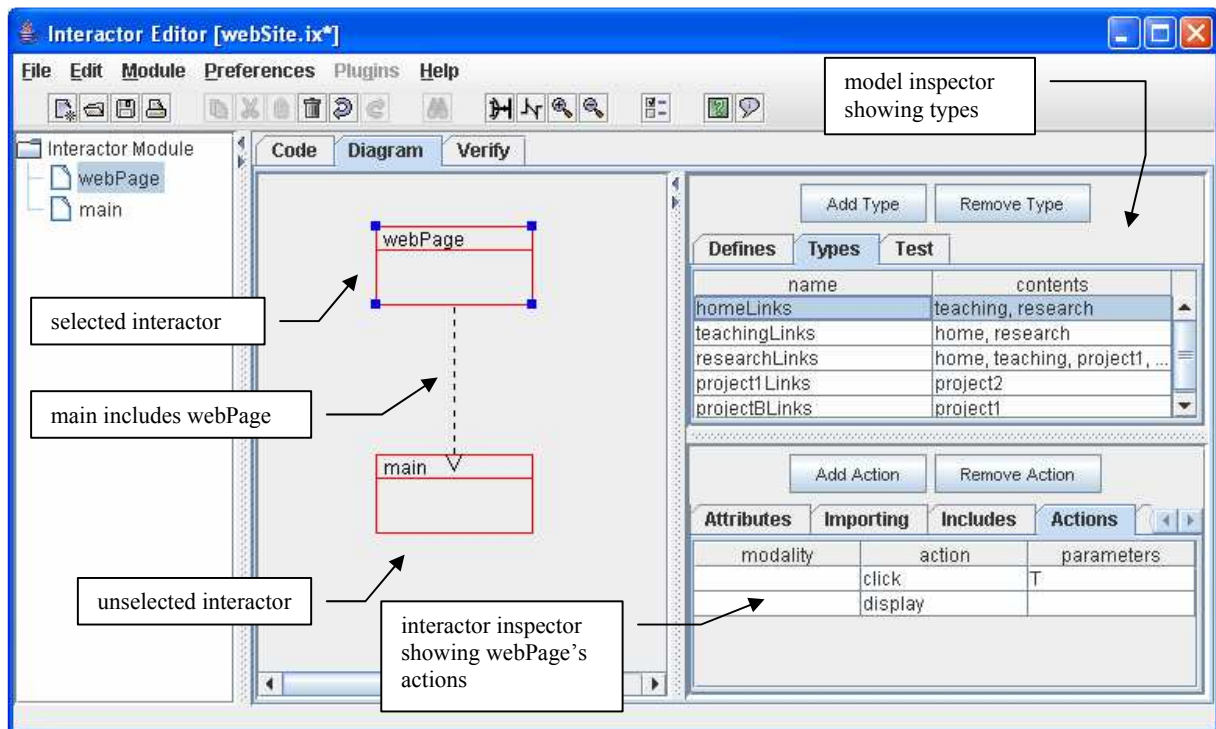 Interactor Editor [webSite.ix*]
File Edit Module Preferences Plugins Help
model inspector
showing types
Interactor Module
webPage
main
Code Diagram Verify
webPage
main
selected interactor
main includes webPage
unselected interactor
Add Type Remove Type
Defines Types Test
name contents
homeLinks teaching, research
teachingLinks home, research
researchLinks home, teaching, project1, ...
project1Links project2
projectBLinks project1
Add Action Remove Action
Attributes Importing Includes Actions
modality action parameters
click T
display
interactor inspector
showing webPage’s
actions